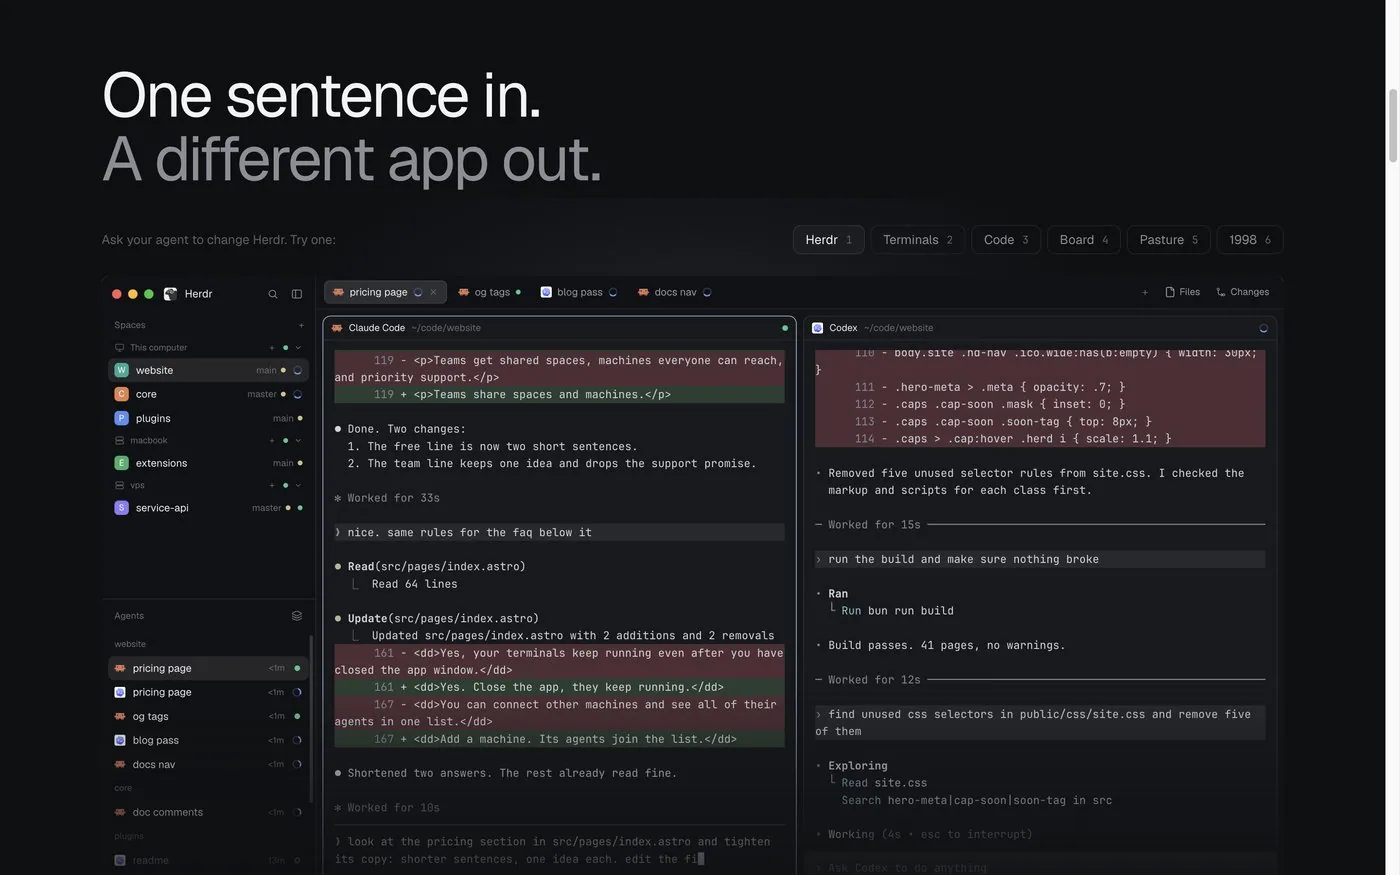 One sentence in.
A different app out.
Ask your agent to change Herdr. Try one:
Herdr 1
Terminals 2
Code 3
Board 4
Pasture 5
1998 6
Herdr
Spaces +
This computer +
W website main
C core master
P plugins main
macbook +
E extensions main
vps +
S service-api master
Agents
website
pricing page <1m
pricing page <1m
og tags <1m
blog pass <1m
docs nav <1m
core
doc comments <1m
plugins
readme 13m
pricing page ×
og tags
blog pass
docs nav
+
Files
Changes
Claude Code ~/code/website
119 - <p>Teams get shared spaces, machines everyone can reach,
and priority support.</p>
119 + <p>Teams share spaces and machines.</p>
● Done. Two changes:
1. The free line is now two short sentences.
2. The team line keeps one idea and drops the support promise.
✻ Worked for 33s
❯ nice. same rules for the faq below it
● Read(src/pages/index.astro)
⎿ Read 64 lines
● Update(src/pages/index.astro)
⎿ Updated src/pages/index.astro with 2 additions and 2 removals
161 - <dd>Yes, your terminals keep running even after you have
closed the app window.</dd>
161 + <dd>Yes. Close the app, they keep running.</dd>
167 - <dd>You can connect other machines and see all of their
agents in one list.</dd>
167 + <dd>Add a machine. Its agents join the list.</dd>
● Shortened two answers. The rest already read fine.
✻ Worked for 10s
❯ look at the pricing section in src/pages/index.astro and tighten
its copy: shorter sentences, one idea each. edit the fi
Codex ~/code/website
110 - body.site .nd-nav .ico.wide:has(b:empty) { width: 30px;
}
111 - .hero-meta > .meta { opacity: .7; }
112 - .caps .cap-soon .mask { inset: 0; }
113 - .caps .cap-soon .soon-tag { top: 8px; }
114 - .caps > .cap:hover .herd i { scale: 1.1; }
• Removed five unused selector rules from site.css. I checked the
markup and scripts for each class first.
─ Worked for 15s
› run the build and make sure nothing broke
• Ran
└ Run bun run build
• Build passes. 41 pages, no warnings.
─ Worked for 12s
› find unused css selectors in public/css/site.css and remove five
of them
• Exploring
└ Read site.css
Search hero-meta|cap-soon|soon-tag in src
• Working (4s • esc to interrupt)
› Ask Codex to do anything